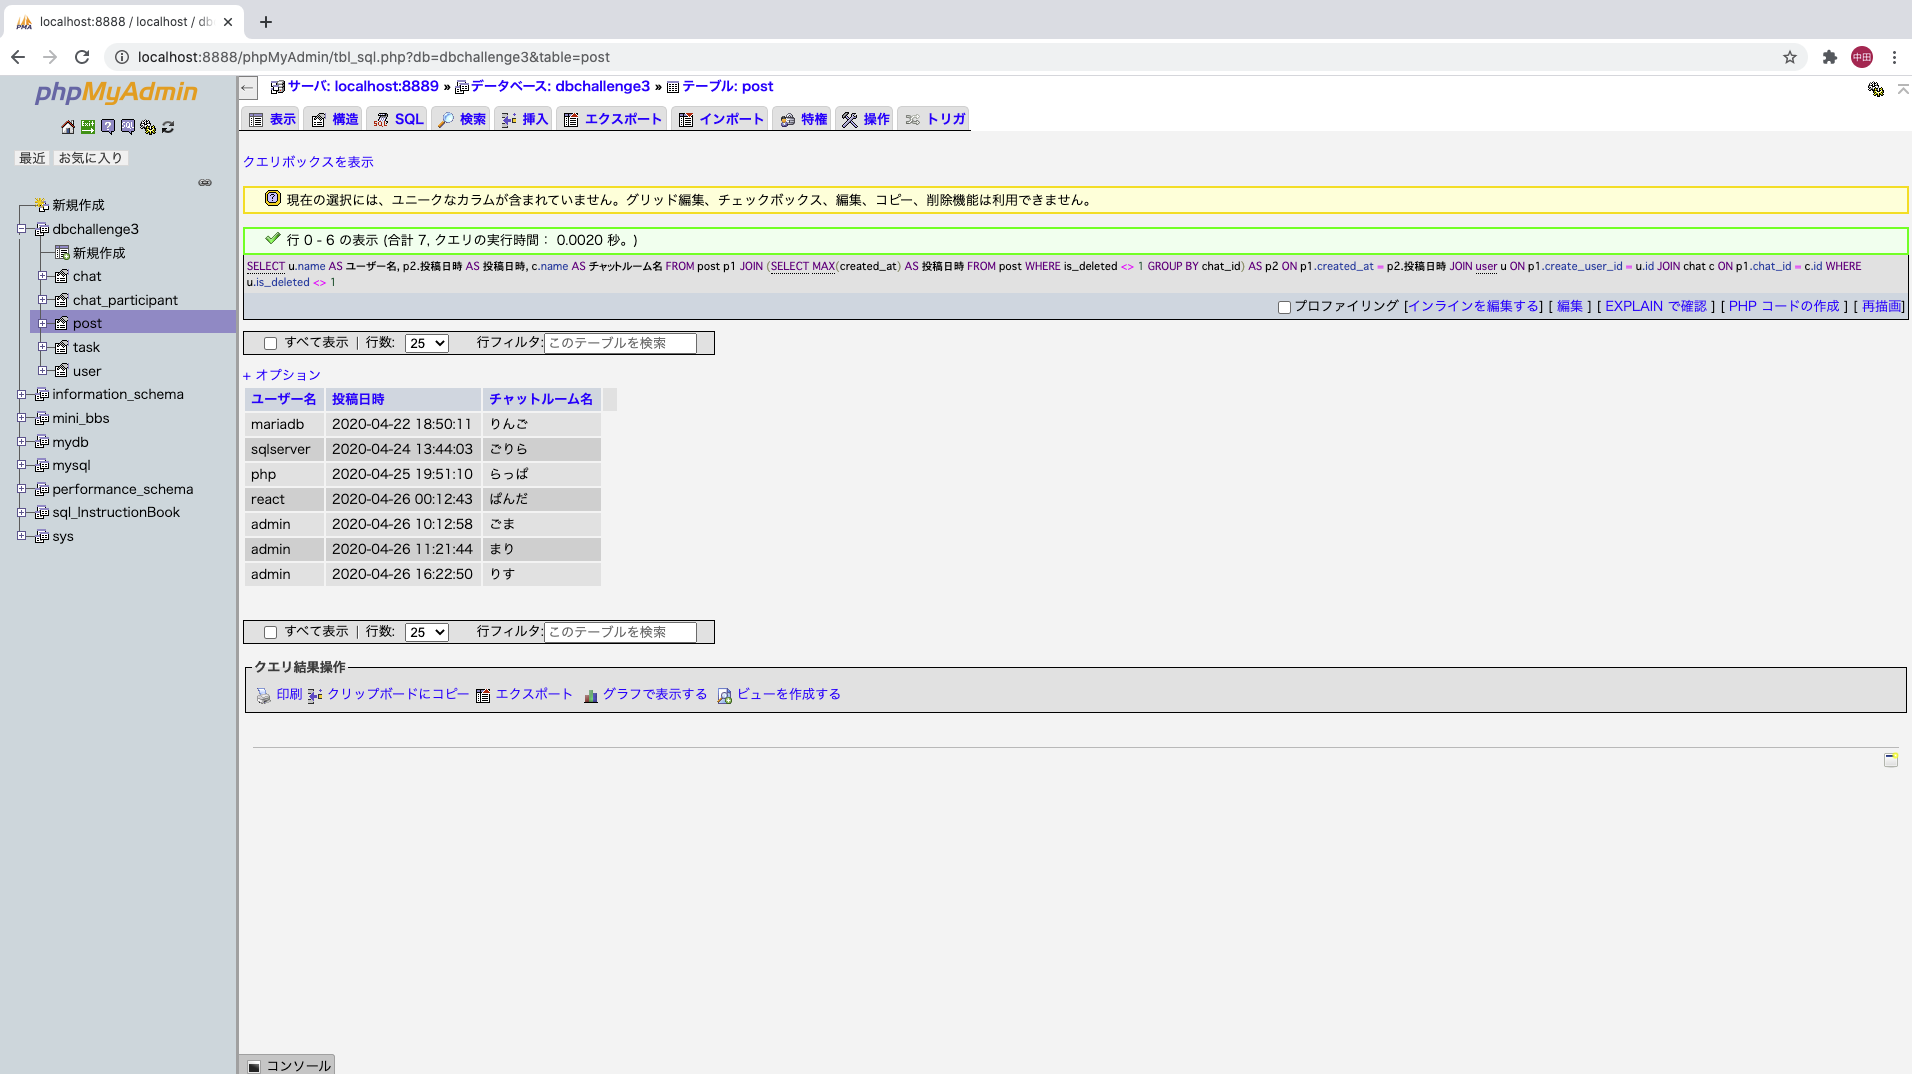 localhost:8888 / localhost / db
localhost:8888/phpMyAdmin/tbl_sql.php?db=dbchallenge3&table=post
中田
phpMyAdmin
最近 お気に入り
新規作成
dbchallenge3
新規作成
chat
chat_participant
post
task
user
information_schema
mini_bbs
mydb
mysql
performance_schema
sql_InstructionBook
sys
サーバ: localhost:8889 » データベース: dbchallenge3 » テーブル: post
表示 構造 SQL 検索 挿入 エクスポート インポート 特権 操作 トリガ
クエリボックスを表示
現在の選択には、ユニークなカラムが含まれていません。グリッド編集、チェックボックス、編集、コピー、削除機能は利用できません。
行 0 - 6 の表示 (合計 7, クエリの実行時間： 0.0020 秒。)
SELECT u.name AS ユーザー名, p2.投稿日時 AS 投稿日時, c.name AS チャットルーム名 FROM post p1 JOIN (SELECT MAX(created_at) AS 投稿日時 FROM post WHERE is_deleted <> 1 GROUP BY chat_id) AS p2 ON p1.created_at = p2.投稿日時 JOIN user u ON p1.create_user_id = u.id JOIN chat c ON p1.chat_id = c.id WHERE
u.is_deleted <> 1
プロファイリング [インラインを編集する] [ 編集 ] [ EXPLAIN で確認 ] [ PHP コードの作成 ] [ 再描画]
すべて表示 | 行数: 25 行フィルタ: このテーブルを検索
+ オプション
ユーザー名 投稿日時 チャットルーム名
mariadb 2020-04-22 18:50:11 りんご
sqlserver 2020-04-24 13:44:03 ごりら
php 2020-04-25 19:51:10 らっぱ
react 2020-04-26 00:12:43 ぱんだ
admin 2020-04-26 10:12:58 ごま
admin 2020-04-26 11:21:44 まり
admin 2020-04-26 16:22:50 りす
すべて表示 | 行数: 25 行フィルタ: このテーブルを検索
クエリ結果操作
印刷 クリップボードにコピー エクスポート グラフで表示する ビューを作成する
コンソール